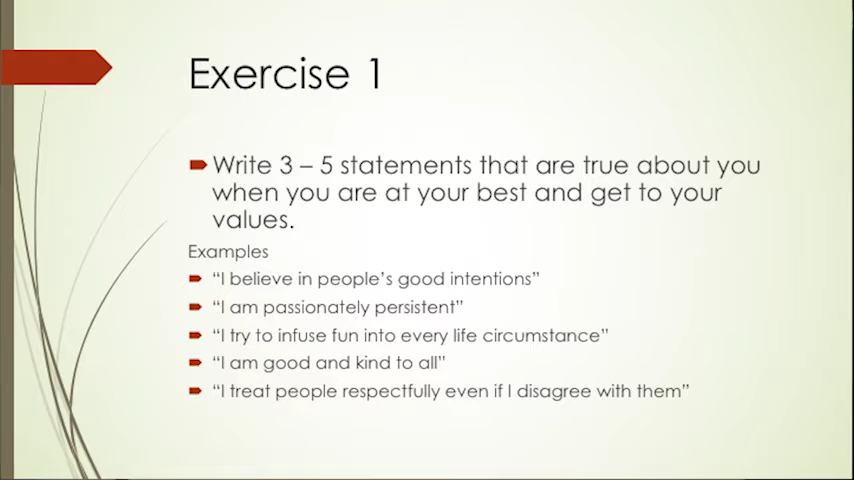 Exercise 1
Write 3 – 5 statements that are true about you
when you are at your best and get to your
values.
Examples
“I believe in people’s good intentions”
“I am passionately persistent”
“I try to infuse fun into every life circumstance”
“I am good and kind to all”
“I treat people respectfully even if I disagree with them”